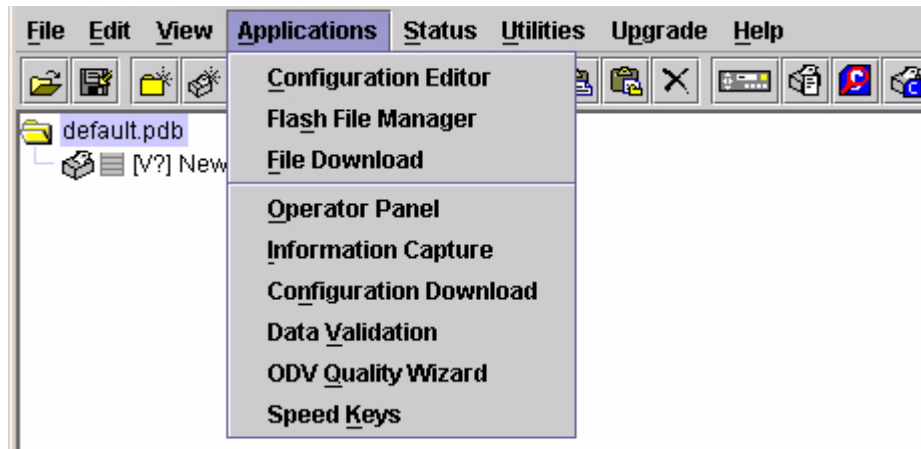 File Edit View Applications Status Utilities Upgrade Help
Configuration Editor
default.pdb
Flash File Manager
[V?] New
File Download
Operator Panel
Information Capture
Configuration Download
Data Validation
ODV Quality Wizard
Speed Keys